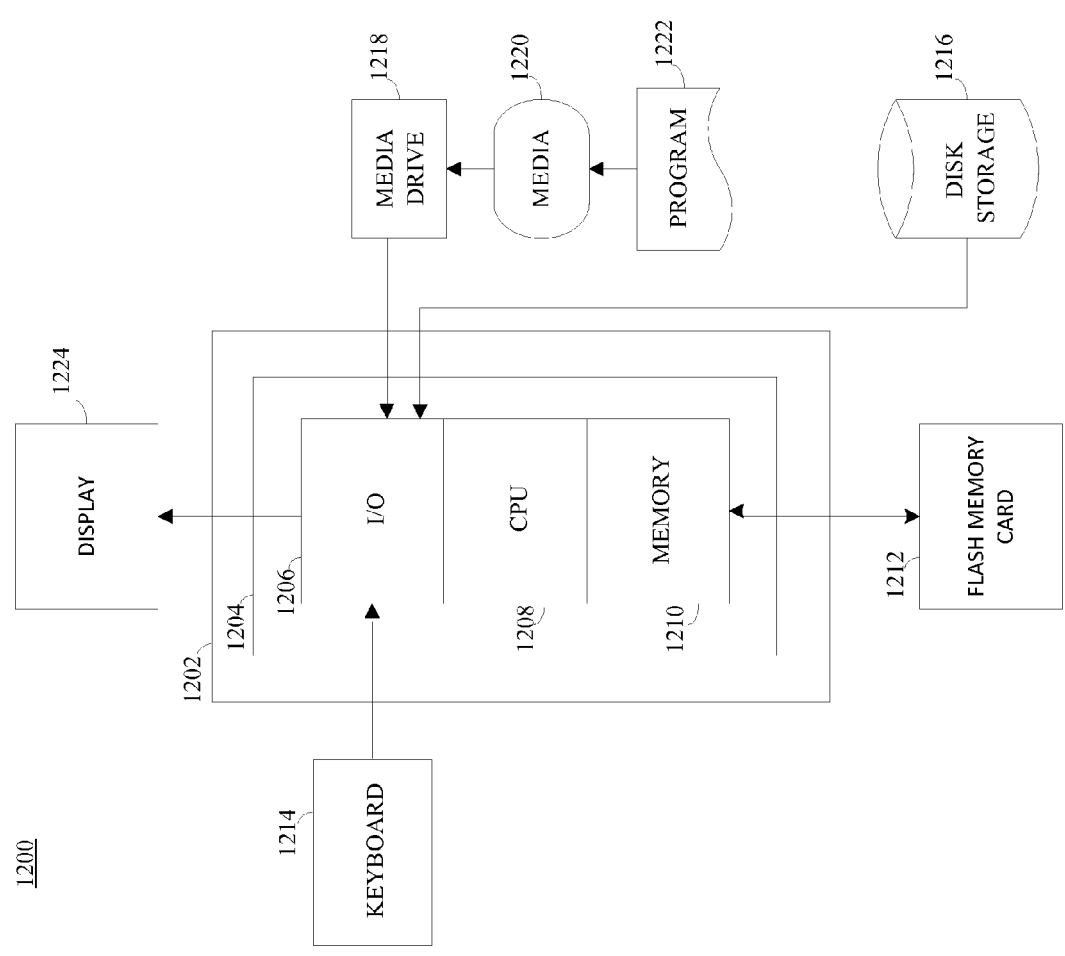 1200
1214
KEYBOARD
1202
1204
1206
1208
1210
I/O
CPU
MEMORY
1224
DISPLAY
1212
FLASH MEMORY
CARD
1218
MEDIA
DRIVE
1220
MEDIA
1222
PROGRAM
1216
DISK
STORAGE